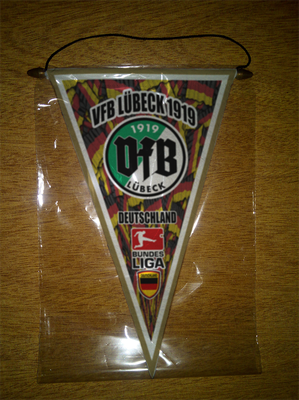 VFB LÜBECK 1919
1919
VfB
LÜBECK
DEUTSCHLAND
BUNDES
LIGA